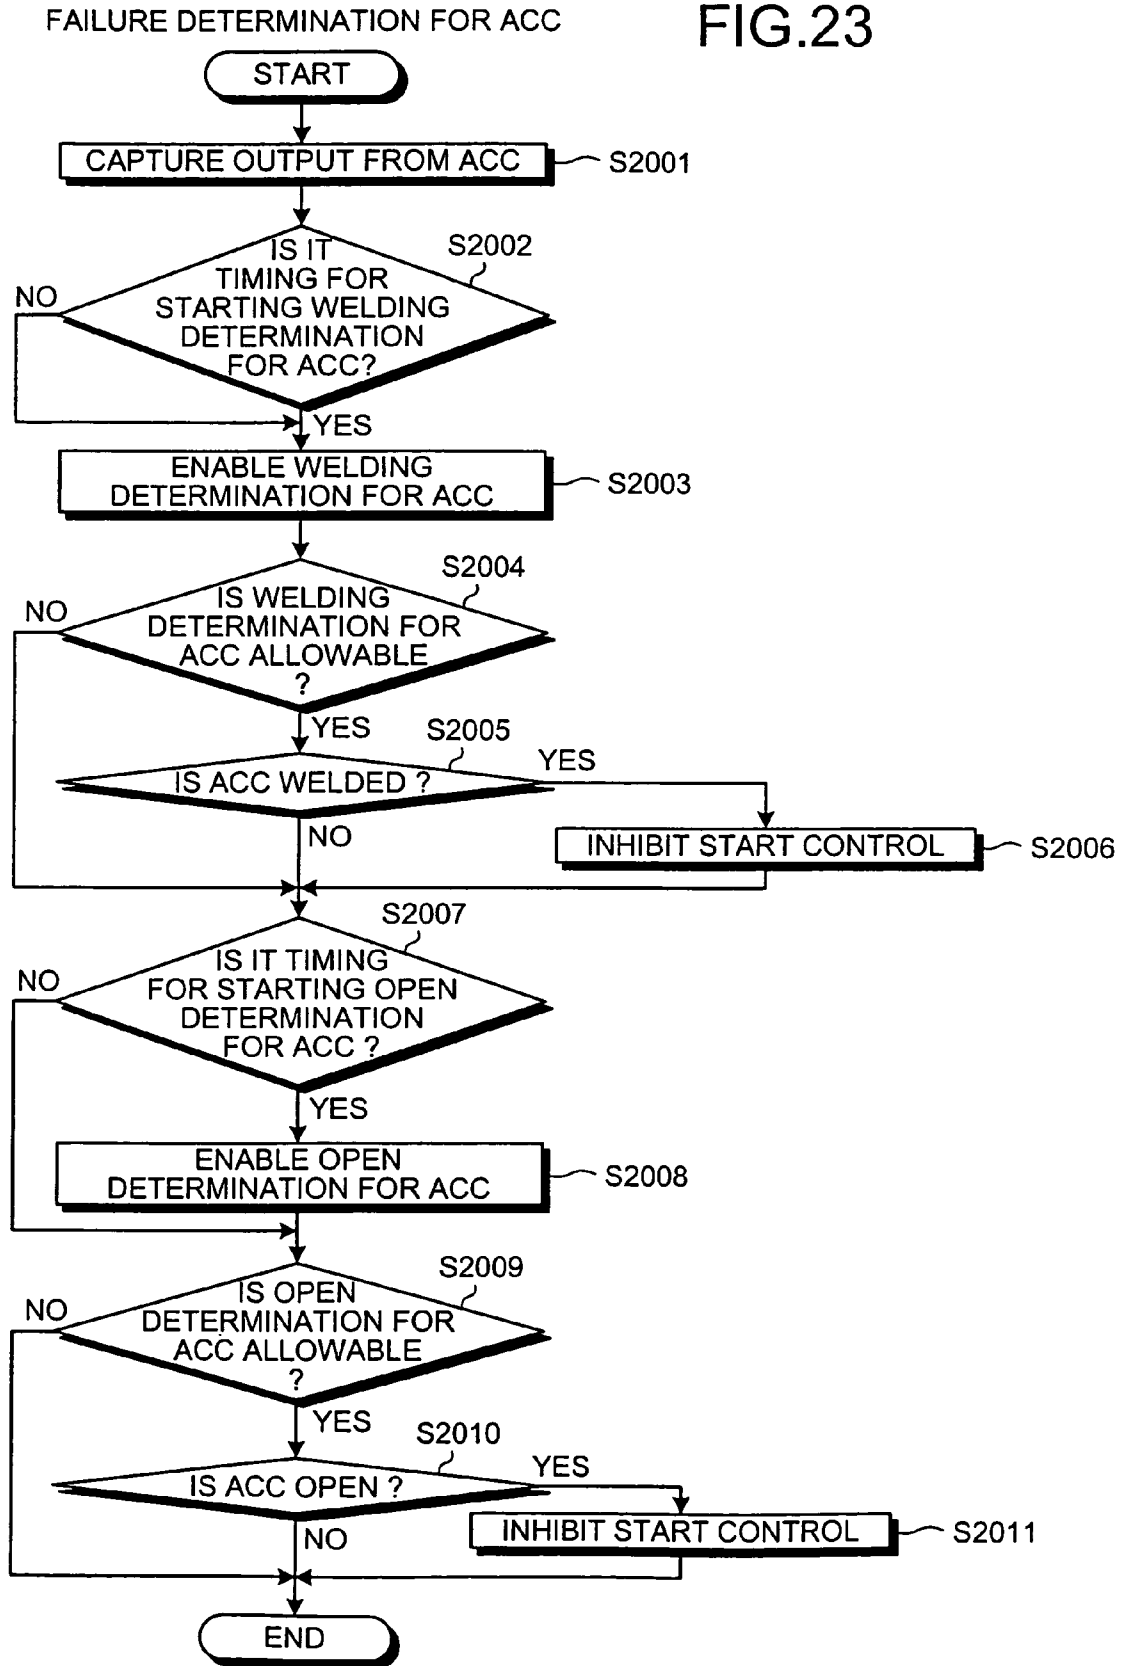 FAILURE DETERMINATION FOR ACC
FIG.23
START
CAPTURE OUTPUT FROM ACC
S2001
S2002
IS IT
TIMING FOR
STARTING WELDING
DETERMINATION
FOR ACC?
NO
YES
ENABLE WELDING
DETERMINATION FOR ACC
S2003
S2004
IS WELDING
DETERMINATION FOR
ACC ALLOWABLE
?
NO
YES
S2005
IS ACC WELDED ?
YES
NO
INHIBIT START CONTROL
S2006
S2007
IS IT TIMING
FOR STARTING OPEN
DETERMINATION
FOR ACC ?
NO
YES
ENABLE OPEN
DETERMINATION FOR ACC
S2008
S2009
IS OPEN
DETERMINATION FOR
ACC ALLOWABLE
?
NO
YES
S2010
IS ACC OPEN ?
YES
NO
INHIBIT START CONTROL
S2011
END